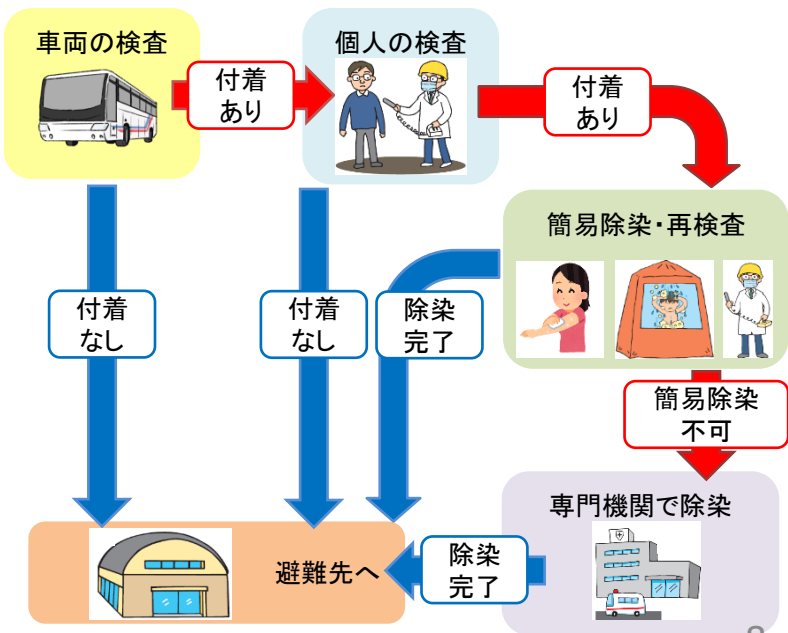 車両の検査
付着
あり
個人の検査
付着
あり
簡易除染・再検査
付着
なし
付着
なし
除染
完了
簡易除染
不可
専門機関で除染
除染
完了
避難先へ